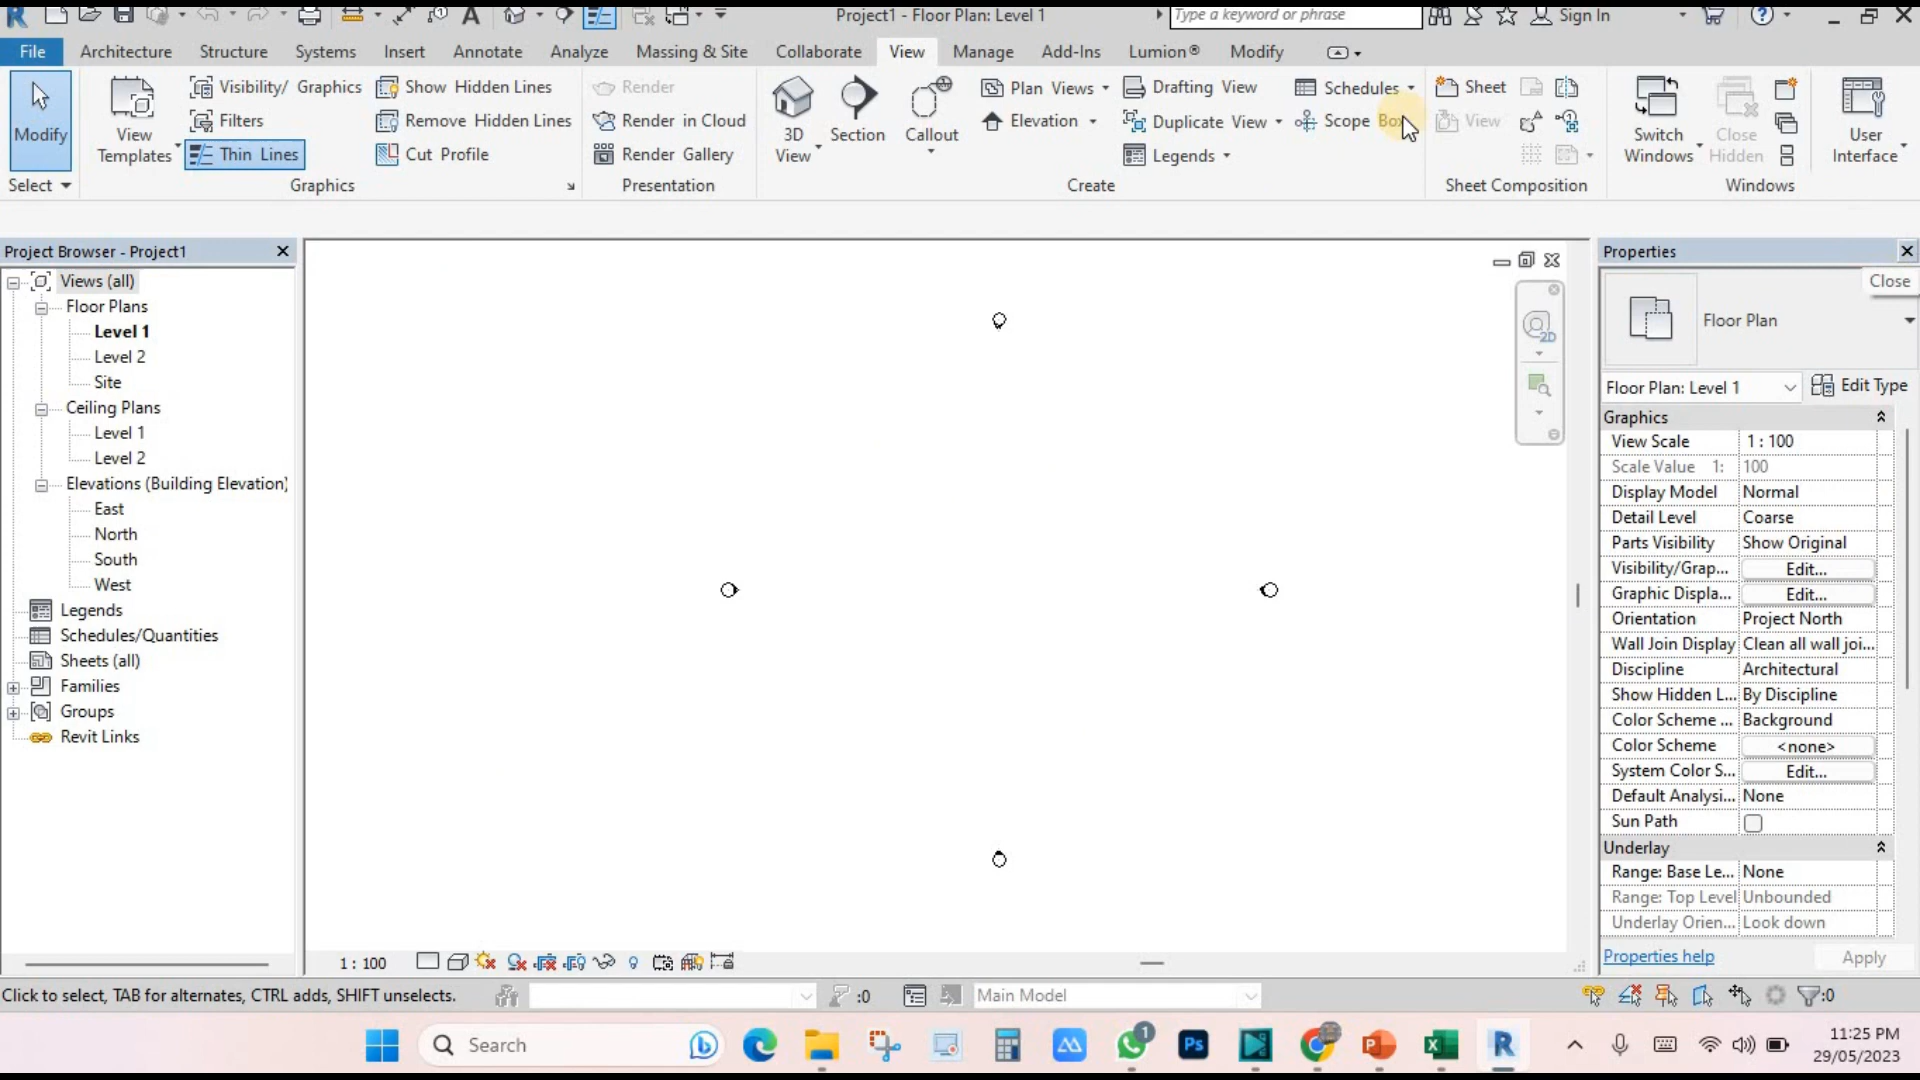 Project1 - Floor Plan: Level 1
Type a keyword or phrase
Sign In
File Architecture Structure Systems Insert Annotate Analyze Massing & Site Collaborate View Manage Add-Ins Lumion® Modify
Modify
Select
View Templates
Visibility/ Graphics
Filters
Thin Lines
Show Hidden Lines
Remove Hidden Lines
Cut Profile
Graphics
Render
Render in Cloud
Render Gallery
Presentation
3D View
Section
Callout
Plan Views
Elevation
Drafting View
Duplicate View
Legends
Schedules
Scope Box
Create
Sheet
View
Sheet Composition
Switch Windows
Close Hidden
Windows
User Interface
Project Browser - Project1
Views (all)
Floor Plans
Level 1
Level 2
Site
Ceiling Plans
Level 1
Level 2
Elevations (Building Elevation)
East
North
South
West
Legends
Schedules/Quantities
Sheets (all)
Families
Groups
Revit Links
2D
Properties
Close
Floor Plan
Floor Plan: Level 1 Edit Type
Graphics
View Scale 1 : 100
Scale Value 1: 100
Display Model Normal
Detail Level Coarse
Parts Visibility Show Original
Visibility/Grap... Edit...
Graphic Displa... Edit...
Orientation Project North
Wall Join Display Clean all wall joi...
Discipline Architectural
Show Hidden L... By Discipline
Color Scheme ... Background
Color Scheme <none>
System Color S... Edit...
Default Analysi... None
Sun Path
Underlay
Range: Base Le... None
Range: Top Level Unbounded
Underlay Orien... Look down
Properties help Apply
1 : 100
Click to select, TAB for alternates, CTRL adds, SHIFT unselects.
:0
Main Model
:0
Search
1
Ps
11:25 PM
29/05/2023